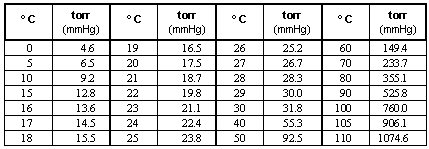 ° C torr (mmHg) ° C torr (mmHg) ° C torr (mmHg) ° C torr (mmHg)
0 4.6 19 16.5 26 25.2 60 149.4
5 6.5 20 17.5 27 26.7 70 233.7
10 9.2 21 18.7 28 28.3 80 355.1
15 12.8 22 19.8 29 30.0 90 525.8
16 13.6 23 21.1 30 31.8 100 760.0
17 14.5 24 22.4 40 55.3 105 906.1
18 15.5 25 23.8 50 92.5 110 1074.6